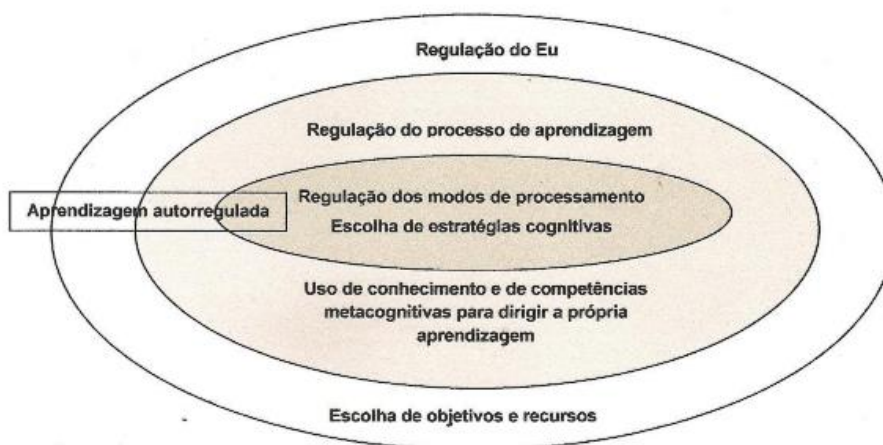 Regulação do Eu
Regulação do processo de aprendizagem
Regulação dos modos de processamento
Aprendizagem autorregulada
Escolha de estratégias cognitivas
Uso de conhecimento e de competências
metacognitivas para dirigir a própria
aprendizagem
Escolha de objetivos e recursos